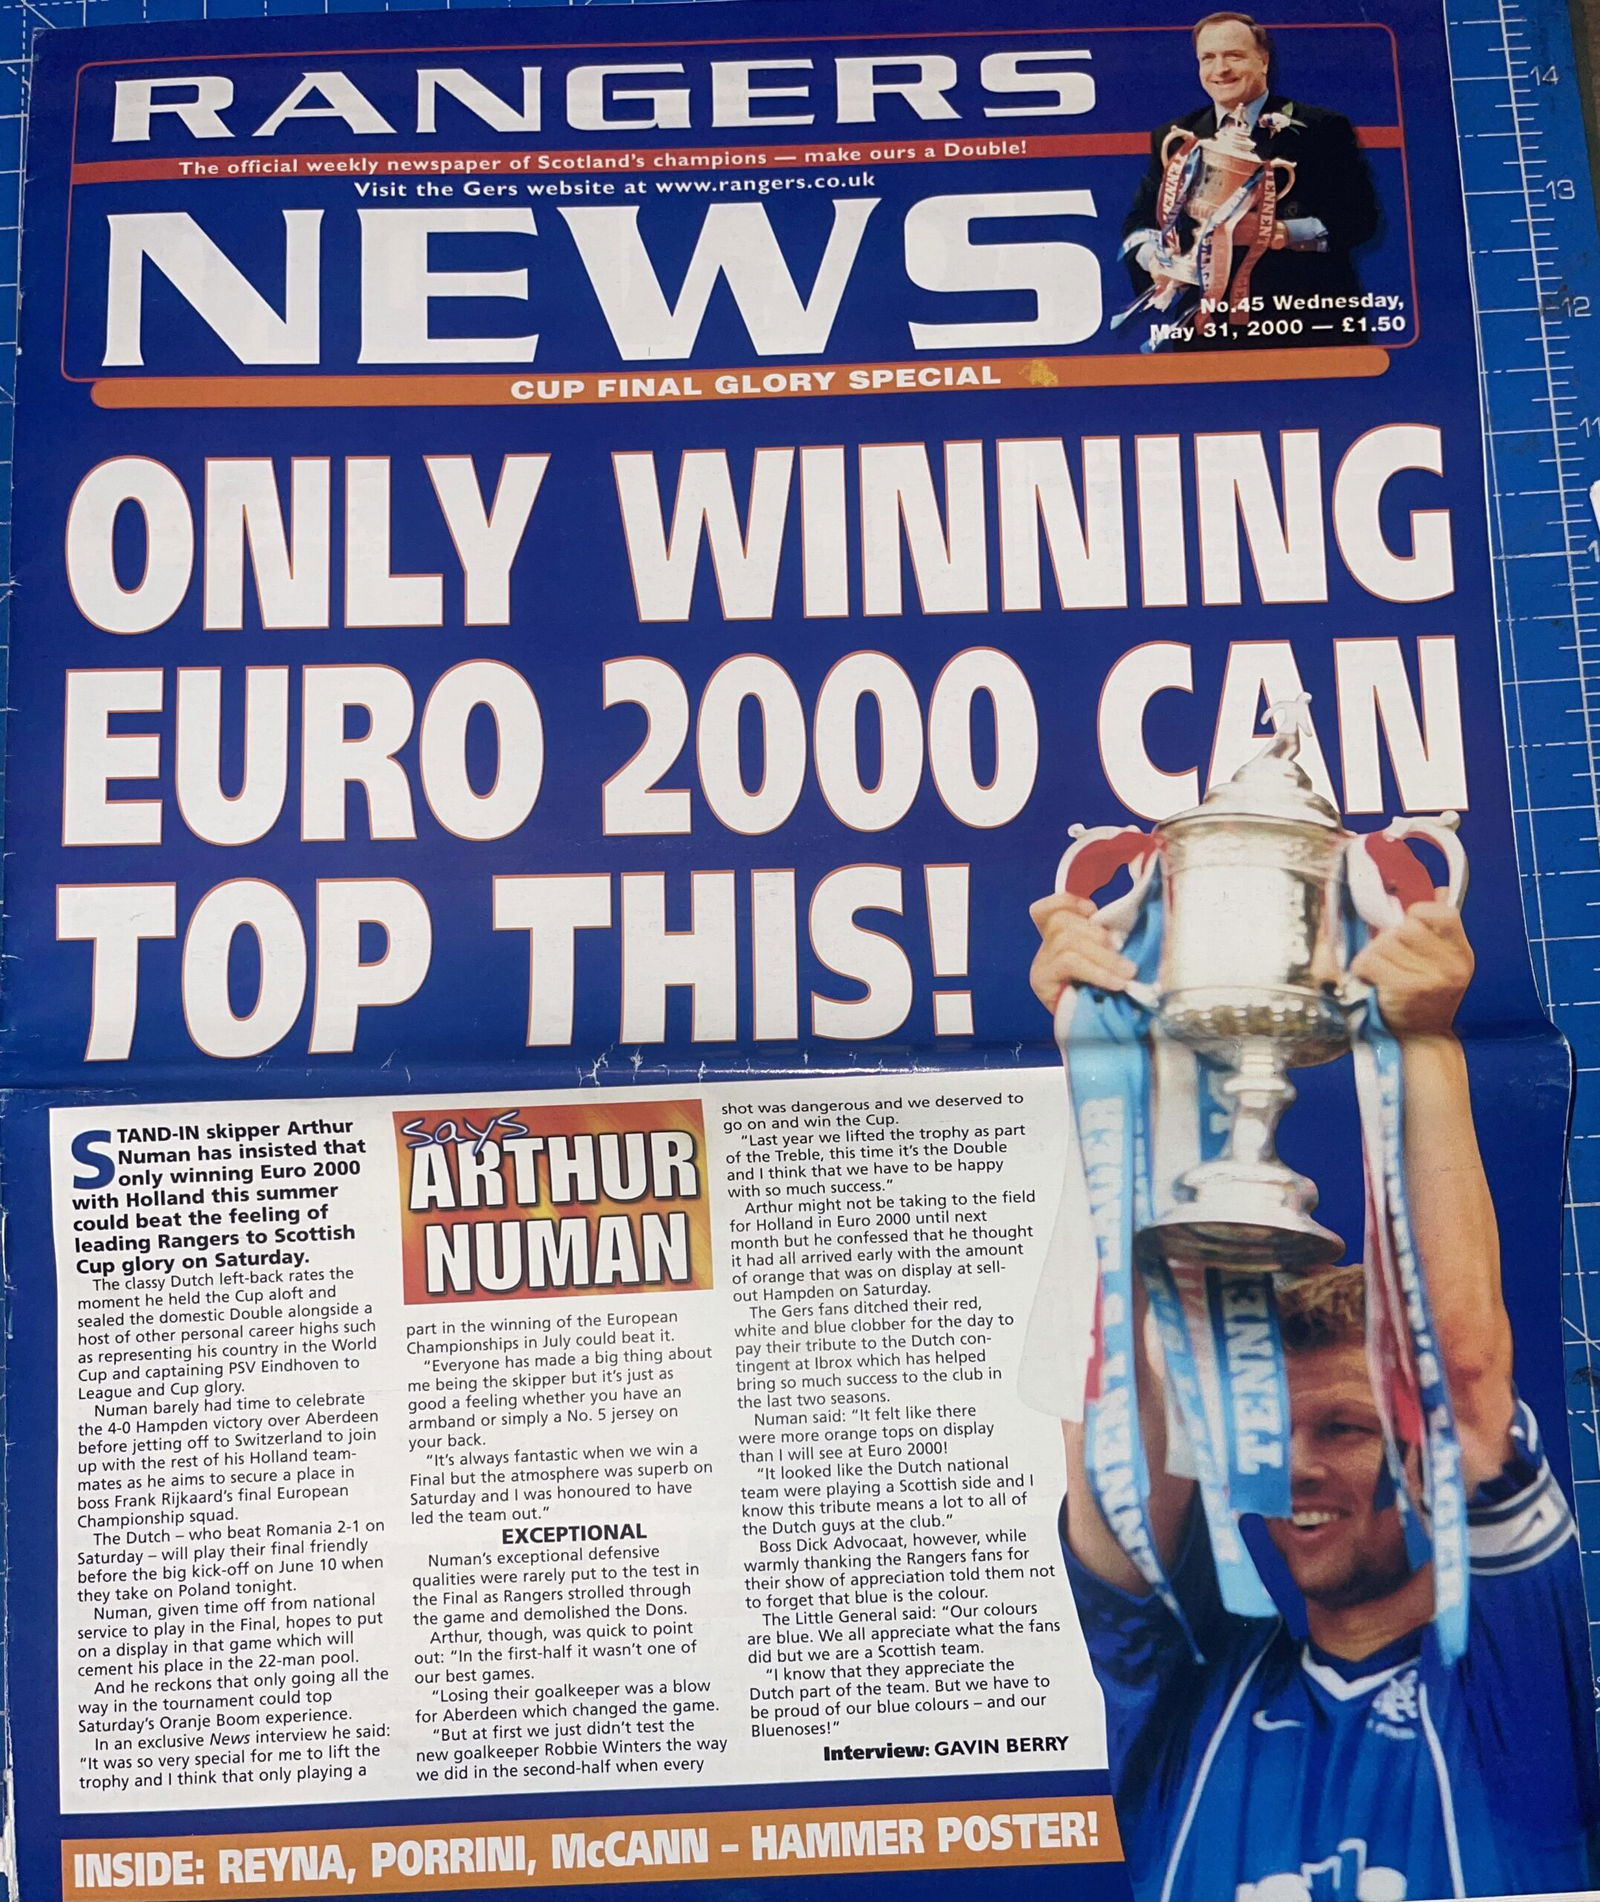 RANGERS
The official weekly newspaper of Scotland's champions — make ours a Double!
Visit the Gers website at www.rangers.co.uk
NEWS
No.45 Wednesday,
May 31, 2000 — £1.50
CUP FINAL GLORY SPECIAL
ONLY WINNING
EURO 2000 CAN
TOP THIS!
STAND-IN skipper Arthur
Numan has insisted that
only winning Euro 2000
with Holland this summer
could beat the feeling of
leading Rangers to Scottish
Cup glory on Saturday.
The classy Dutch left-back rates the
moment he held the Cup aloft and
sealed the domestic Double alongside a
host of other personal career highs such
as representing his country in the World
Cup and captaining PSV Eindhoven to
League and Cup glory.
Numan barely had time to celebrate
the 4-0 Hampden victory over Aberdeen
before jetting off to Switzerland to join
up with the rest of his Holland team-
mates as he aims to secure a place in
boss Frank Rijkaard's final European
Championship squad.
The Dutch – who beat Romania 2-1 on
Saturday – will play their final friendly
before the big kick-off on June 10 when
they take on Poland tonight.
Numan, given time off from national
service to play in the Final, hopes to put
on a display in that game which will
cement his place in the 22-man pool.
And he reckons that only going all the
way in the tournament could top
Saturday's Oranje Boom experience.
In an exclusive News interview he said:
"It was so very special for me to lift the
trophy and I think that only playing a
says
ARTHUR
NUMAN
part in the winning of the European
Championships in July could beat it.
"Everyone has made a big thing about
me being the skipper but it's just as
good a feeling whether you have an
armband or simply a No. 5 jersey on
your back.
"It's always fantastic when we win a
Final but the atmosphere was superb on
Saturday and I was honoured to have
led the team out."
EXCEPTIONAL
Numan's exceptional defensive
qualities were rarely put to the test in
the Final as Rangers strolled through
the game and demolished the Dons.
Arthur, though, was quick to point
out: "In the first-half it wasn't one of
our best games.
"Losing their goalkeeper was a blow
for Aberdeen which changed the game.
"But at first we just didn't test the
new goalkeeper Robbie Winters the way
we did in the second-half when every
shot was dangerous and we deserved to
go on and win the Cup.
"Last year we lifted the trophy as part
of the Treble, this time it's the Double
and I think that we have to be happy
with so much success."
Arthur might not be taking to the field
for Holland in Euro 2000 until next
month but he confessed that he thought
it had all arrived early with the amount
of orange that was on display at sell-
out Hampden on Saturday.
The Gers fans ditched their red,
white and blue clobber for the day to
pay their tribute to the Dutch con-
tingent at Ibrox which has helped
bring so much success to the club in
the last two seasons.
Numan said: "It felt like there
were more orange tops on display
than I will see at Euro 2000!
"It looked like the Dutch national
team were playing a Scottish side and I
know this tribute means a lot to all of
the Dutch guys at the club."
Boss Dick Advocaat, however, while
warmly thanking the Rangers fans for
their show of appreciation told them not
to forget that blue is the colour.
The Little General said: "Our colours
are blue. We all appreciate what the fans
did but we are a Scottish team.
"I know that they appreciate the
Dutch part of the team. But we have to
be proud of our blue colours – and our
Bluenoses!"
Interview: GAVIN BERRY
INSIDE: REYNA, PORRINI, McCANN – HAMMER POSTER!
14
13
12
11